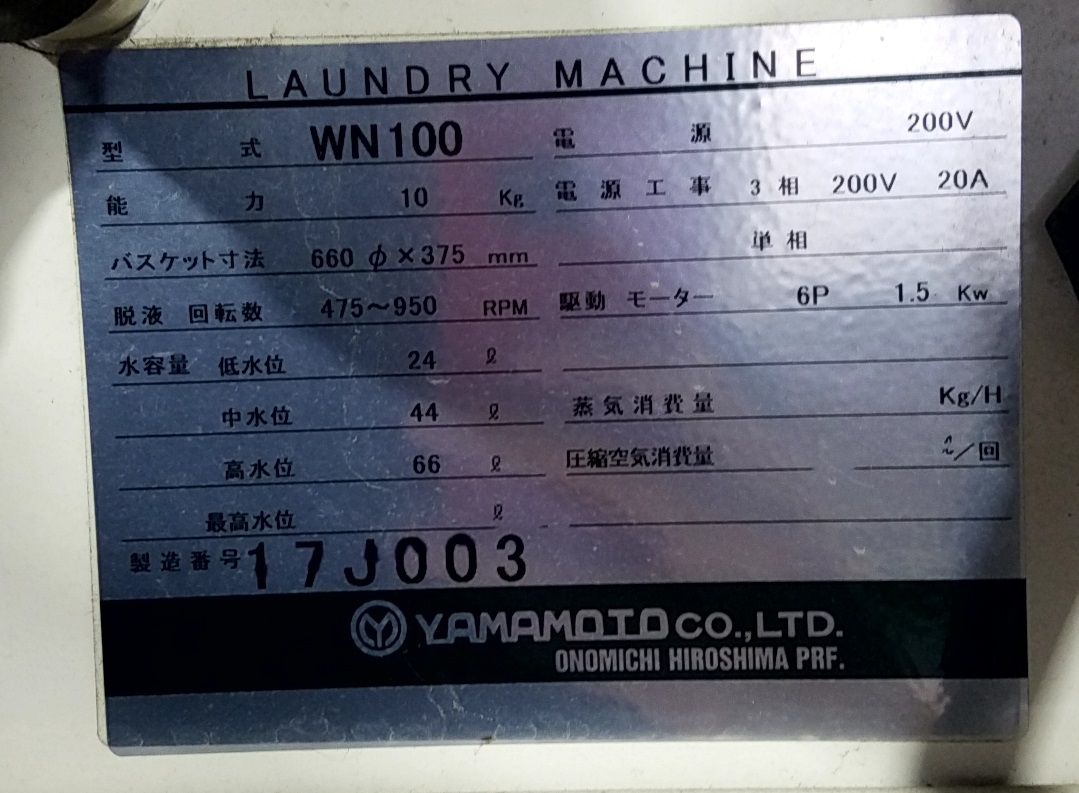 LAUNDRY MACHINE
型式 WN100
能力 10 Kg
バスケット寸法 660 φ×375 mm
脱液 回転数 475～950 RPM
水容量 低水位 24 ℓ
中水位 44 ℓ
高水位 66 ℓ
最高水位 ℓ
製造番号 17J003
電源 200V
電源工事 3相 200V 20A
単相
駆動 モーター 6P 1.5 Kw
蒸気消費量 Kg/H
圧縮空気消費量 ℓ/回
YAMAMOTO CO.,LTD.
ONOMICHI HIROSHIMA PRF.